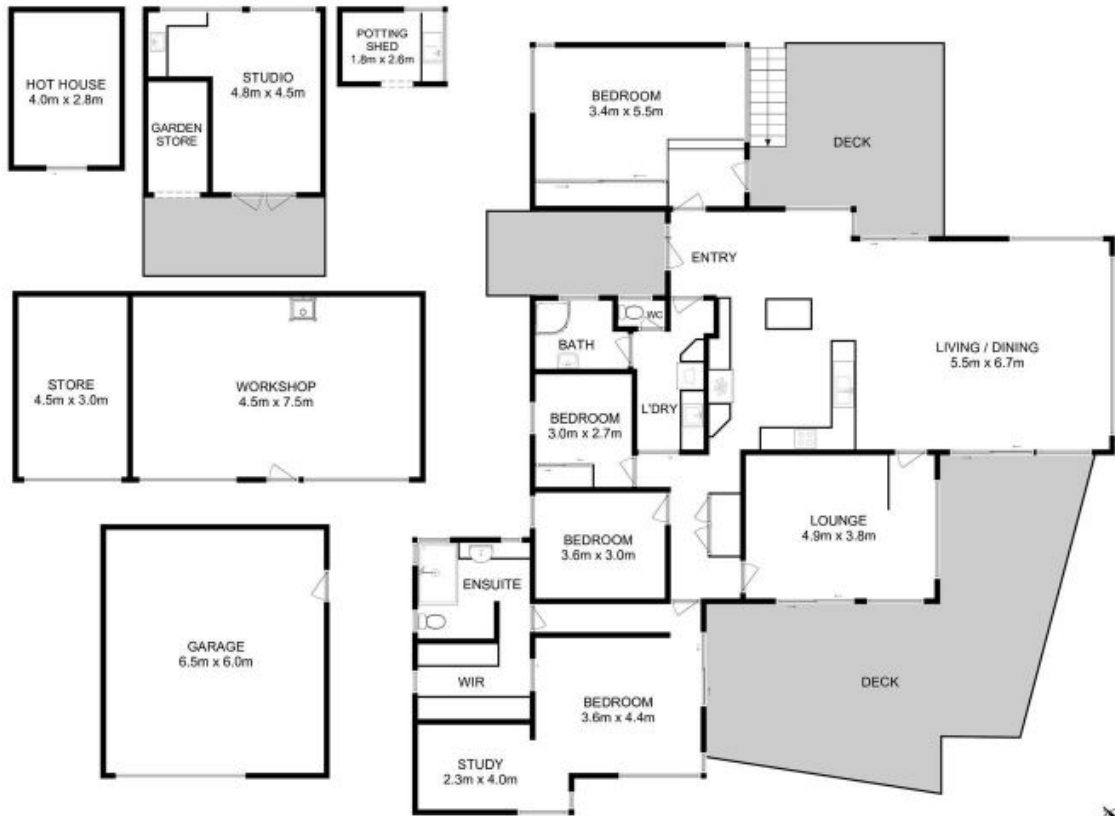 HOT HOUSE
4.0m x 2.8m
STUDIO
4.8m x 4.5m
GARDEN
STORE
POTTING
SHED
1.8m x 2.6m
BEDROOM
3.4m x 5.5m
DECK
ENTRY
WC
BATH
LIVING / DINING
5.5m x 6.7m
STORE
4.5m x 3.0m
WORKSHOP
4.5m x 7.5m
BEDROOM
3.0m x 2.7m
L'DRY
LOUNGE
4.9m x 3.8m
BEDROOM
3.6m x 3.0m
ENSUITE
GARAGE
6.5m x 6.0m
WIR
BEDROOM
3.6m x 4.4m
DECK
STUDY
2.3m x 4.0m